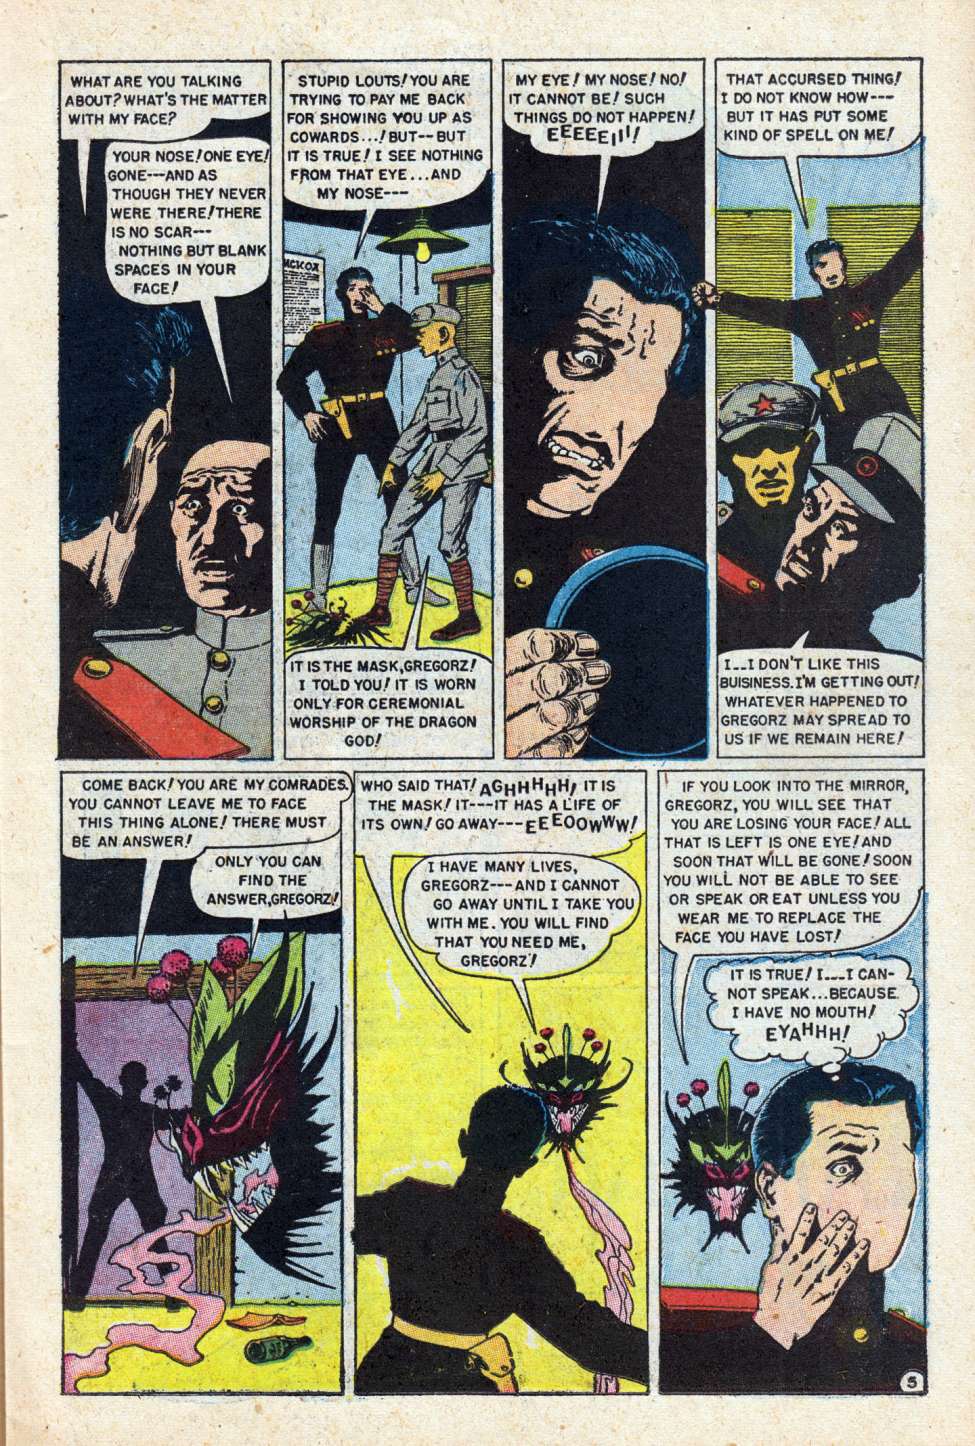 WHAT ARE YOU TALKING
ABOUT? WHAT'S THE MATTER
WITH MY FACE?
YOUR NOSE! ONE EYE!
GONE---AND AS
THOUGH THEY NEVER
WERE THERE! THERE
IS NO SCAR---
NOTHING BUT BLANK
SPACES IN YOUR
FACE!
STUPID LOUTS! YOU ARE
TRYING TO PAY ME BACK
FOR SHOWING YOU UP AS
COWARDS...! BUT--BUT
IT IS TRUE! I SEE NOTHING
FROM THAT EYE...AND
MY NOSE---
IT IS THE MASK, GREGORZ!
I TOLD YOU! IT IS WORN
ONLY FOR CEREMONIAL
WORSHIP OF THE DRAGON
GOD!
MY EYE! MY NOSE! NO!
IT CANNOT BE! SUCH
THINGS DO NOT HAPPEN!
EEEEEIII!
THAT ACCURSED THING!
I DO NOT KNOW HOW---
BUT IT HAS PUT SOME
KIND OF SPELL ON ME!
I--I DON'T LIKE THIS
BUISINESS. I'M GETTING OUT!
WHATEVER HAPPENED TO
GREGORZ MAY SPREAD TO
US IF WE REMAIN HERE!
COME BACK! YOU ARE MY COMRADES.
YOU CANNOT LEAVE ME TO FACE
THIS THING ALONE! THERE MUST
BE AN ANSWER!
ONLY YOU CAN
FIND THE
ANSWER, GREGORZ!
WHO SAID THAT! AGHHHHH! IT IS
THE MASK! IT---IT HAS A LIFE OF
ITS OWN! GO AWAY----EEEOOWWW!
I HAVE MANY LIVES,
GREGORZ---AND I CANNOT
GO AWAY UNTIL I TAKE YOU
WITH ME. YOU WILL FIND
THAT YOU NEED ME,
GREGORZ!
IF YOU LOOK INTO THE MIRROR,
GREGORZ, YOU WILL SEE THAT
YOU ARE LOSING YOUR FACE! ALL
THAT IS LEFT IS ONE EYE! AND
SOON THAT WILL BE GONE! SOON
YOU WILL NOT BE ABLE TO SEE
OR SPEAK OR EAT UNLESS YOU
WEAR ME TO REPLACE THE
FACE YOU HAVE LOST!
IT IS TRUE! I---I CAN-
NOT SPEAK...BECAUSE
I HAVE NO MOUTH!
EYAHHH!
5